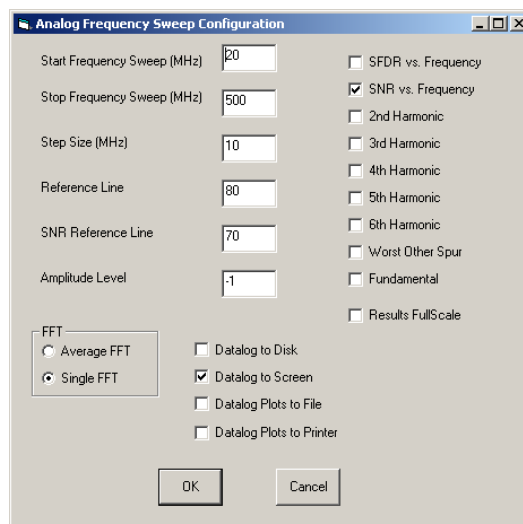 Analog Frequency Sweep Configuration
Start Frequency Sweep (MHz) 20
Stop Frequency Sweep (MHz) 500
Step Size (MHz) 10
Reference Line 80
SNR Reference Line 70
Amplitude Level -1
SFDR vs. Frequency
SNR vs. Frequency
2nd Harmonic
3rd Harmonic
4th Harmonic
5th Harmonic
6th Harmonic
Worst Other Spur
Fundamental
Results FullScale
FFT
Average FFT
Single FFT
Datalog to Disk
Datalog to Screen
Datalog Plots to File
Datalog Plots to Printer
OK
Cancel